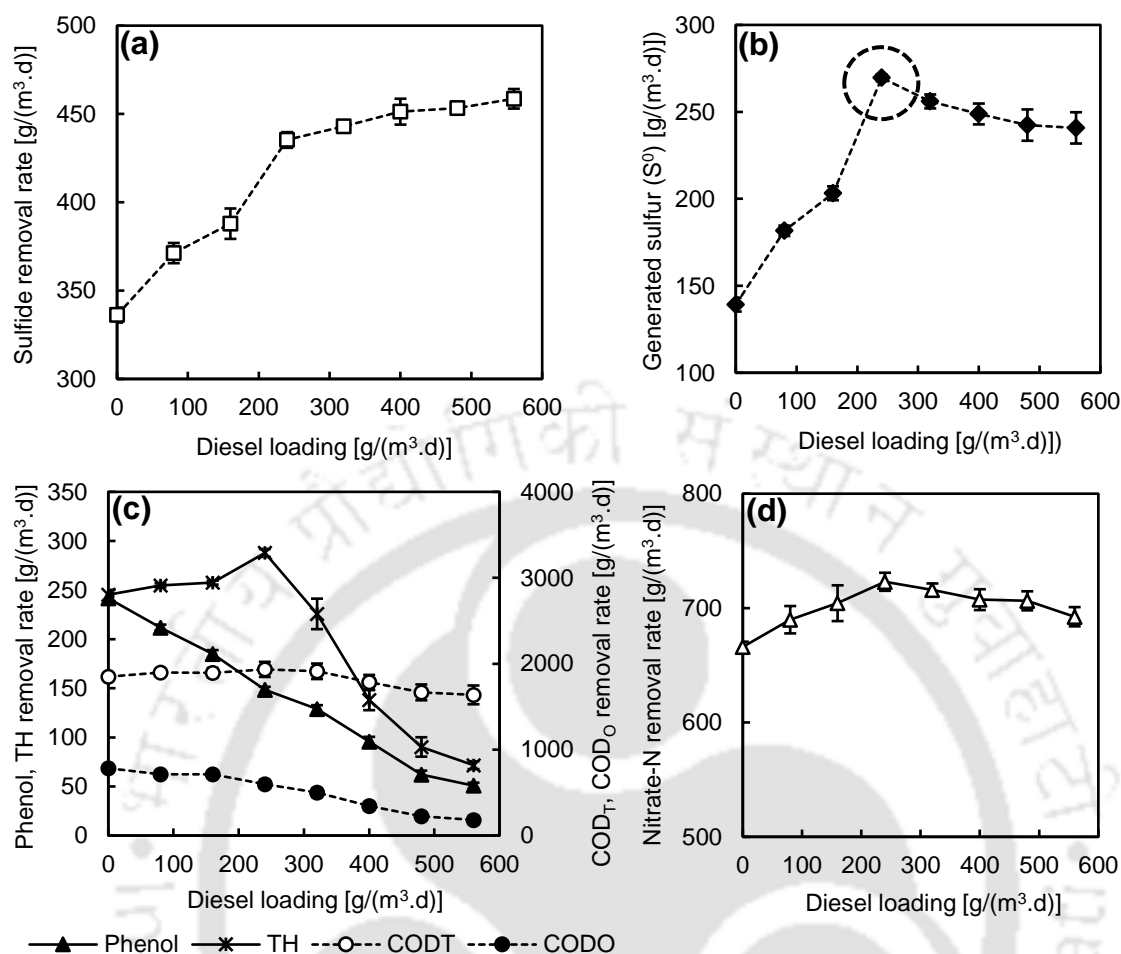 (a)
500
450
400
350
300
Sulfide removal rate [g/(m³.d)]
0 100 200 300 400 500 600
Diesel loading [g/(m³.d)]
(b)
300
250
200
150
100
Generated sulfur (S⁰) [g/(m³.d)])
0 100 200 300 400 500 600
Diesel loading [g/(m³.d)])
(c)
350
300
250
200
150
100
50
0
Phenol, TH removal rate [g/(m³.d)]
4000
3000
2000
1000
0
COD_T, COD_O removal rate [g/(m³.d)]
0 100 200 300 400 500 600
Diesel loading [g/(m³.d)]
(d)
800
700
600
500
Nitrate-N removal rate [g/(m³.d)]
0 100 200 300 400 500 600
Diesel loading [g/(m³.d)]
Phenol TH CODT CODO